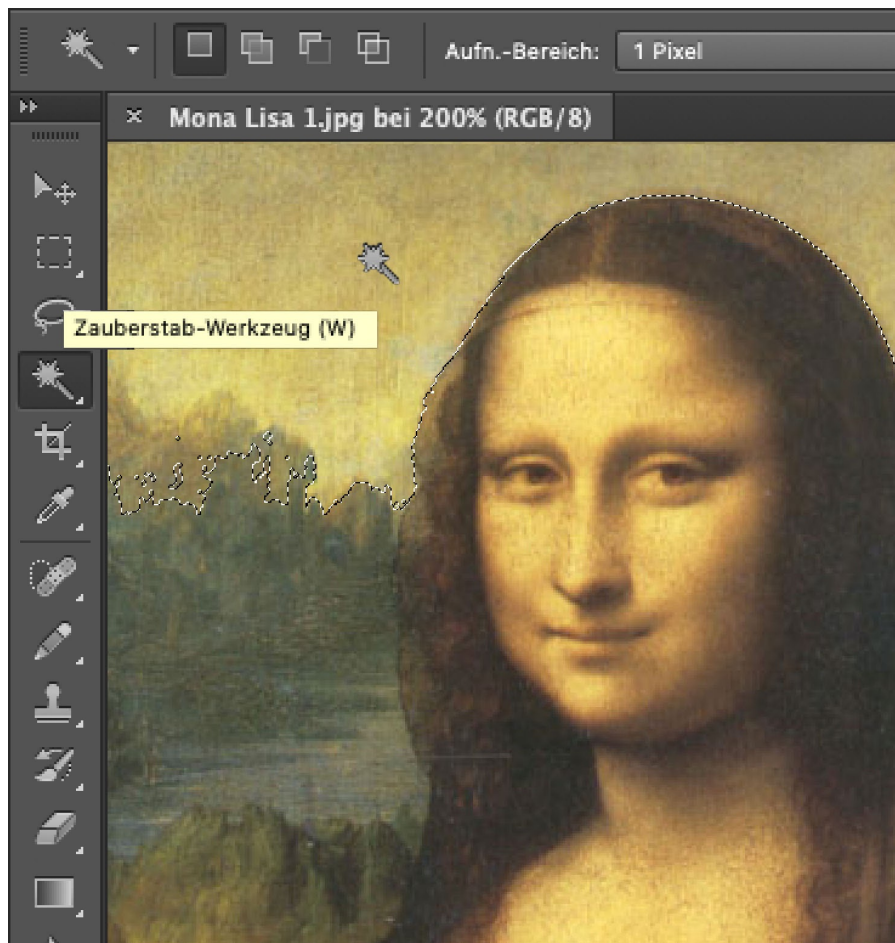 Aufn.-Bereich: 1 Pixel
× Mona Lisa 1.jpg bei 200% (RGB/8)
Zauberstab-Werkzeug (W)